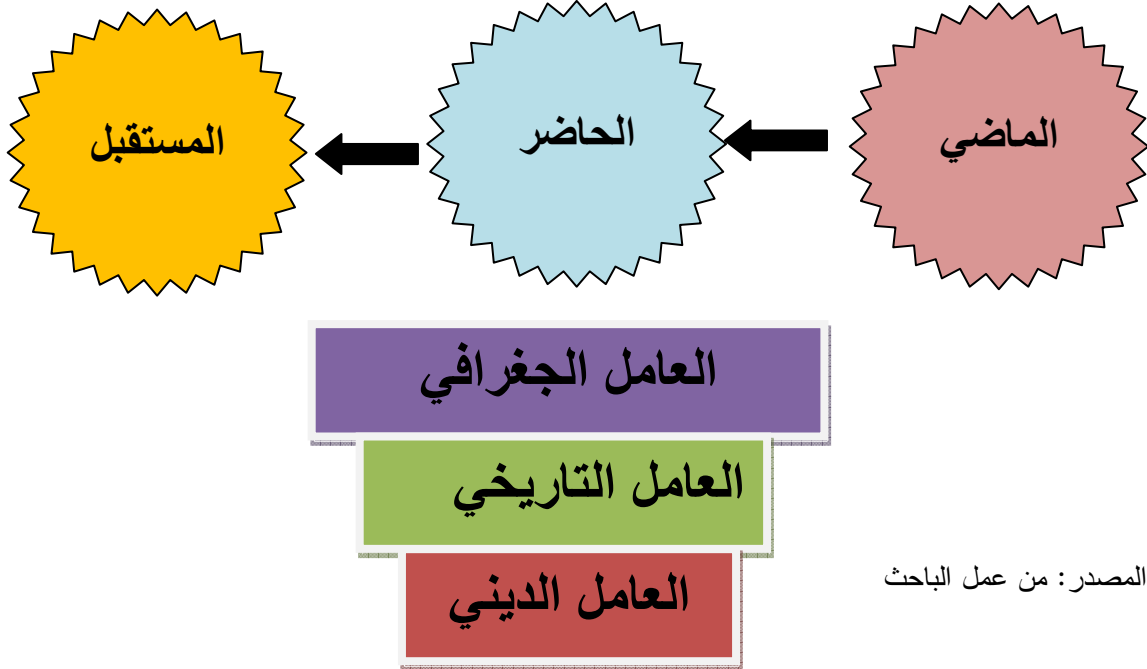 الماضي
الحاضر
المستقبل
العامل الجغرافي
العامل التاريخي
العامل الديني
المصدر: من عمل الباحث